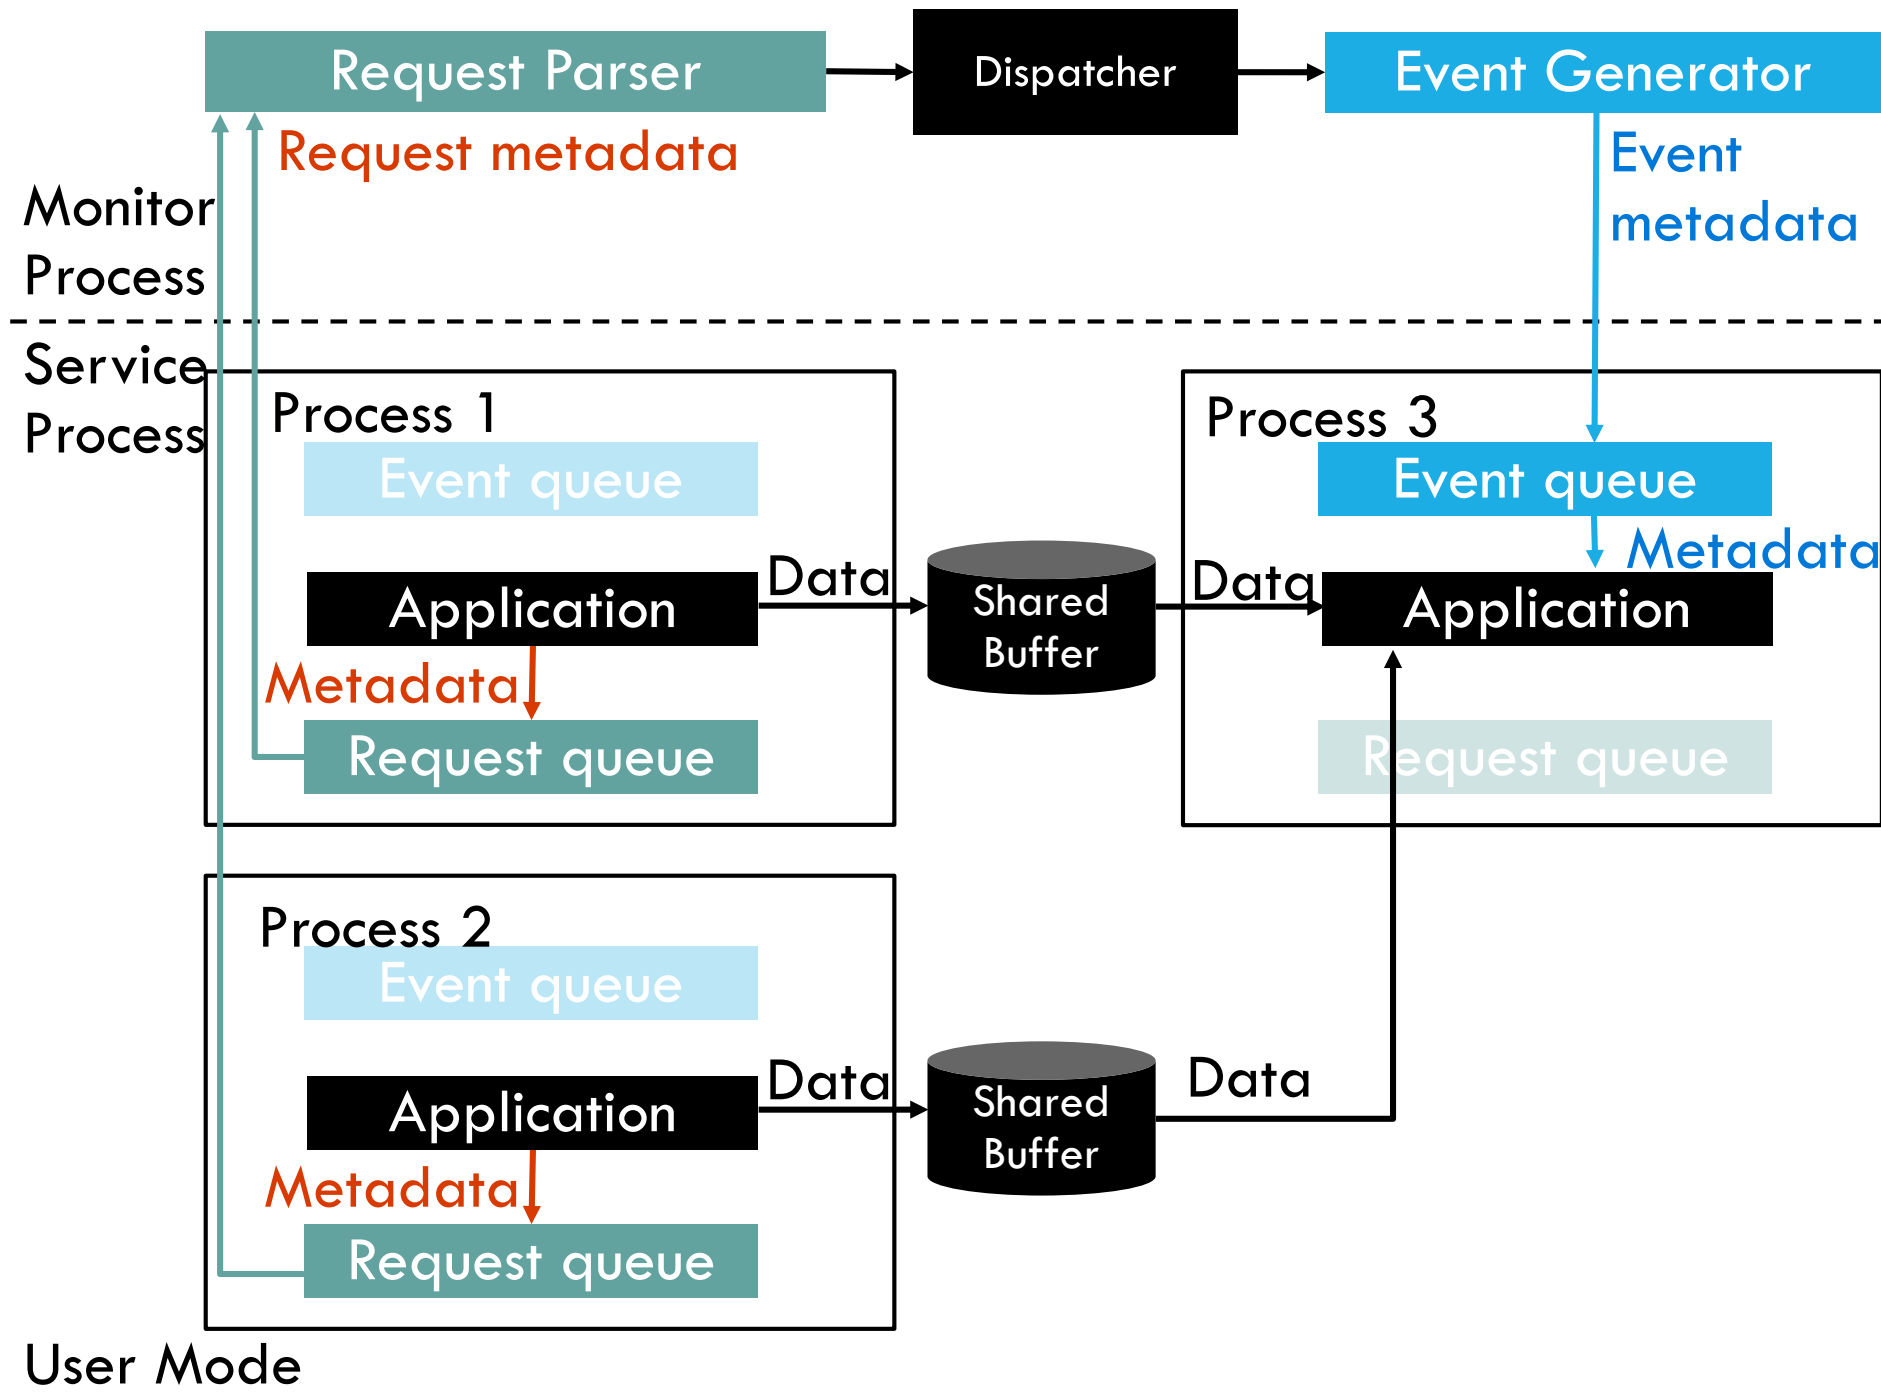 Request Parser
Dispatcher
Event Generator
Request metadata
Event
metadata
Monitor
Process
Service
Process
Process 1
Event queue
Application
Data
Metadata
Request queue
Shared
Buffer
Process 3
Event queue
Metadata
Data
Application
Request queue
Process 2
Event queue
Application
Data
Metadata
Request queue
Shared
Buffer
Data
User Mode